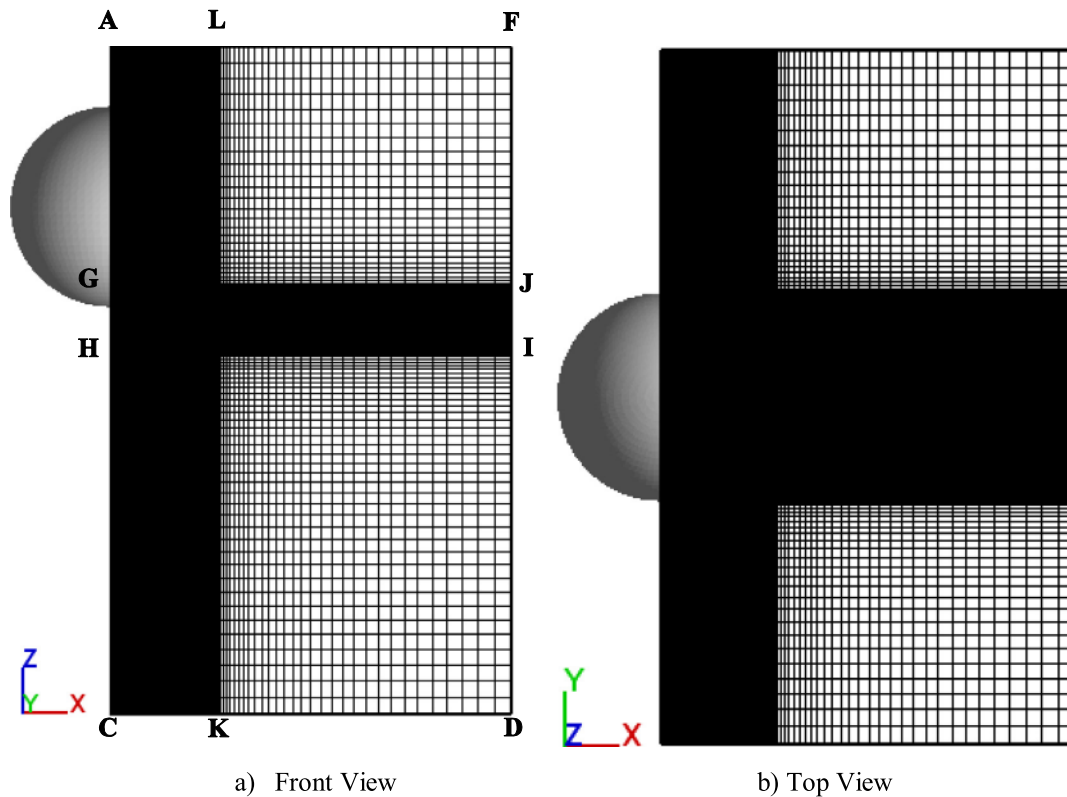 A L F
G
J
H
I
Z
Y X
C K D
Y
Z X
a) Front View
b) Top View